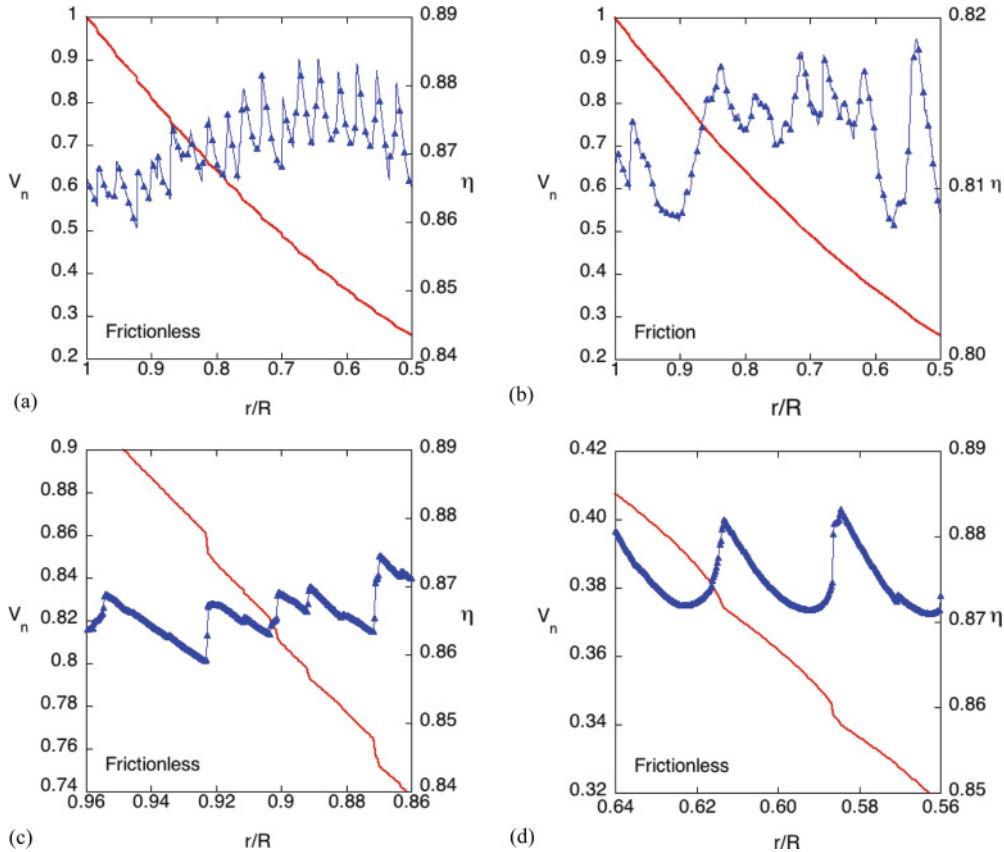 1
0.9
0.8
0.7
V_n 0.6
0.5
0.4
0.3
0.2
0.89
0.88
0.87
η
0.86
0.85
0.84
Frictionless
1 0.9 0.8 0.7 0.6 0.5
(a) r/R
1
0.9
0.8
0.7
V_n 0.6
0.5
0.4
0.3
0.2
0.82
0.81 η
0.80
Friction
1 0.9 0.8 0.7 0.6 0.5
(b) r/R
0.9
0.88
0.86
0.84
V_n 0.82
0.8
0.78
0.76
0.74
0.89
0.88
0.87
η
0.86
0.85
0.84
Frictionless
0.96 0.94 0.92 0.9 0.88 0.86
(c) r/R
0.42
0.40
0.38
V_n
0.36
0.34
0.32
0.89
0.88
0.87 η
0.86
0.85
Frictionless
0.64 0.62 0.60 0.58 0.56
(d) r/R